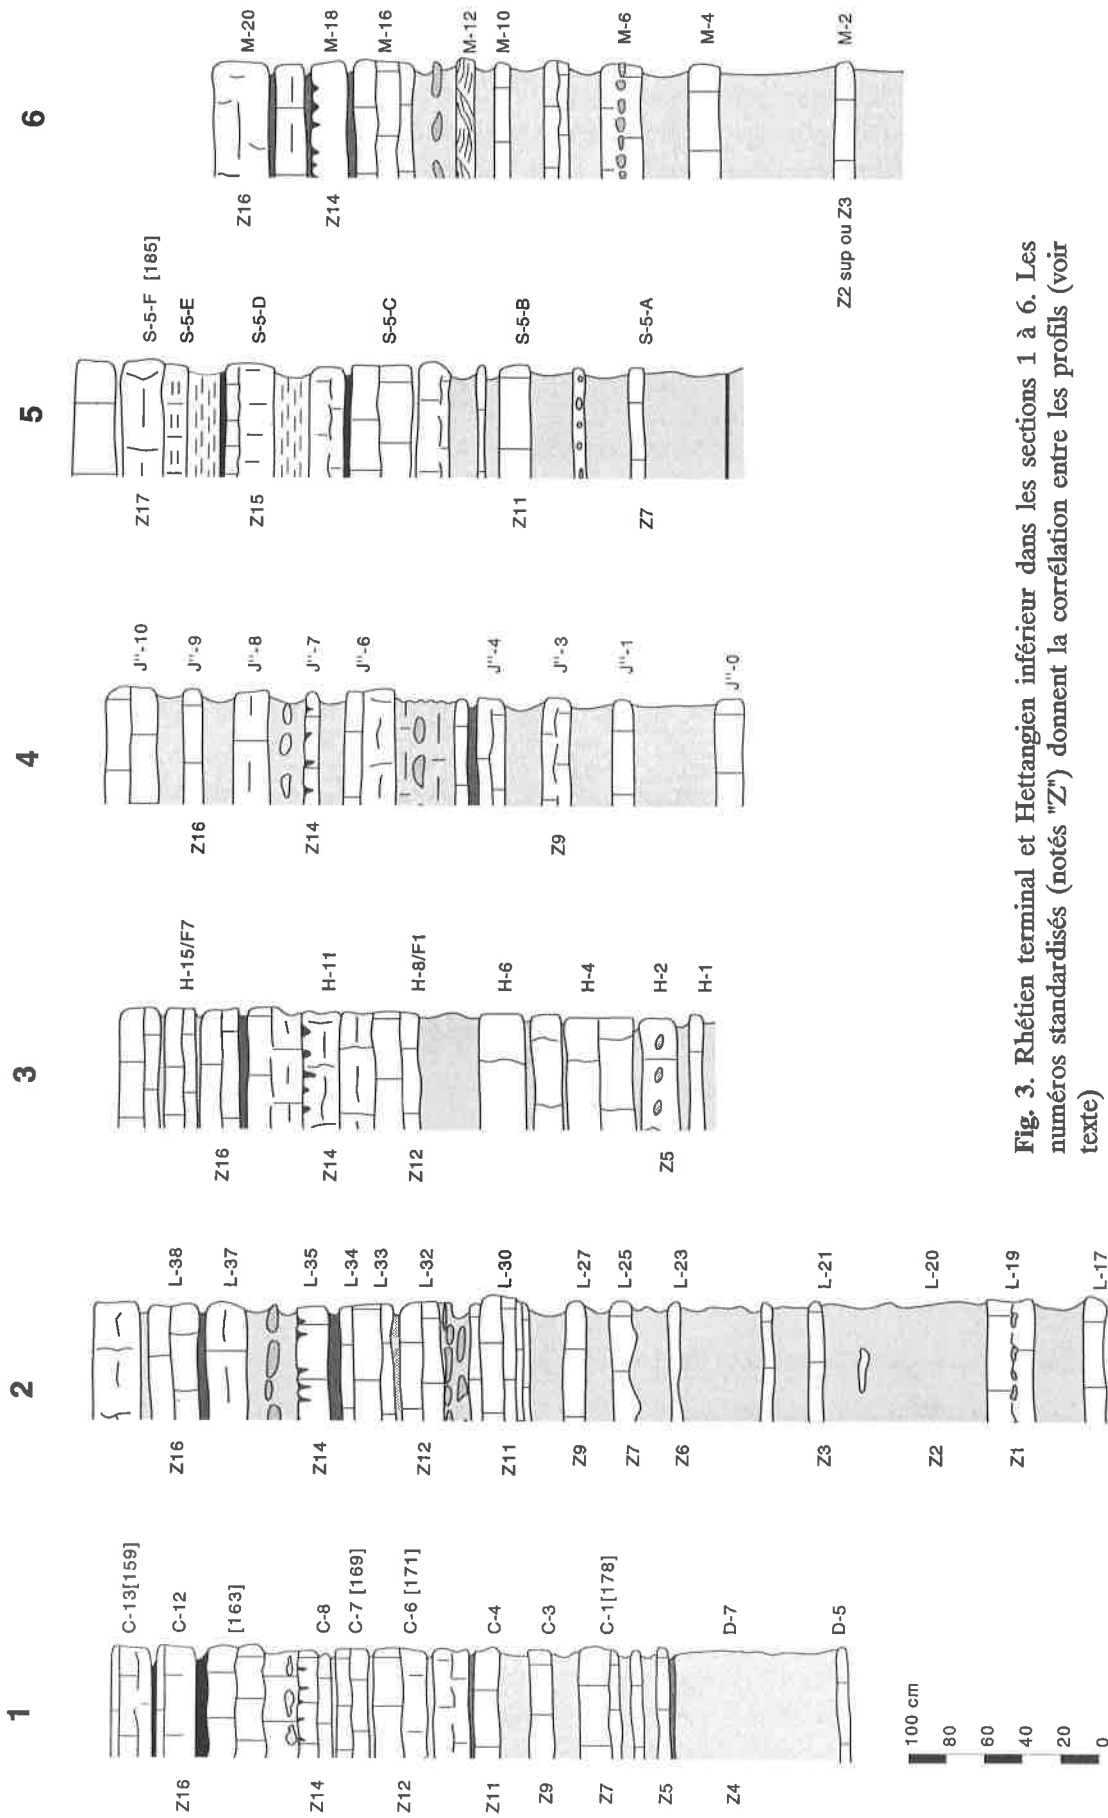 1
Z16
Z14
Z12
Z11
Z9
Z7
Z5
Z4
C-13[159]
C-12
[163]
C-8
C-7 [169]
C-6 [171]
C-4
C-3
C-1[178]
D-7
D-5
100 cm
80
60
40
20
0
2
Z16
Z14
Z12
Z11
Z9
Z7
Z6
Z3
Z2
Z1
L-38
L-37
L-35
L-34
L-33
L-32
L-30
L-27
L-25
L-23
L-21
L-20
L-19
L-17
3
Z16
Z14
Z12
Z5
H-15/F7
H-11
H-8/F1
H-6
H-4
H-2
H-1
4
Z16
Z14
Z9
J''-10
J''-9
J''-8
J''-7
J''-6
J''-4
J''-3
J''-1
J''-0
5
Z17
Z15
Z11
Z7
S-5-F [185]
S-5-E
S-5-D
S-5-C
S-5-B
S-5-A
6
Z16
Z14
Z2 sup ou Z3
M-20
M-18
M-16
M-12
M-10
M-6
M-4
M-2
Fig. 3. Rhétien terminal et Hettangien inférieur dans les sections 1 à 6. Les
numéros standardisés (notés "Z") donnent la corrélation entre les profils (voir
texte)